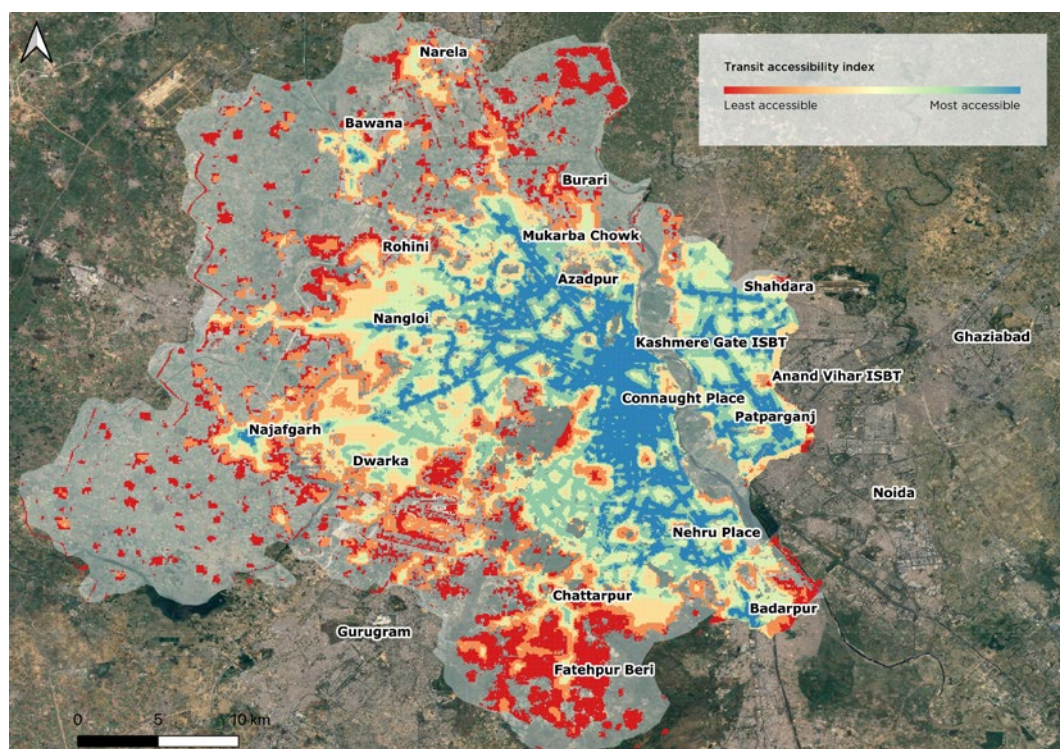 Transit accessibility index
Least accessible Most accessible
Narela
Bawana
Burari
Mukarba Chowk
Rohini
Azadpur
Shahdara
Nangloi
Kashmere Gate ISBT
Ghaziabad
Anand Vihar ISBT
Connaught Place
Patparganj
Najafgarh
Dwarka
Noida
Nehru Place
Chattarpur
Badarpur
Gurugram
Fatehpur Beri
0 5 10 km